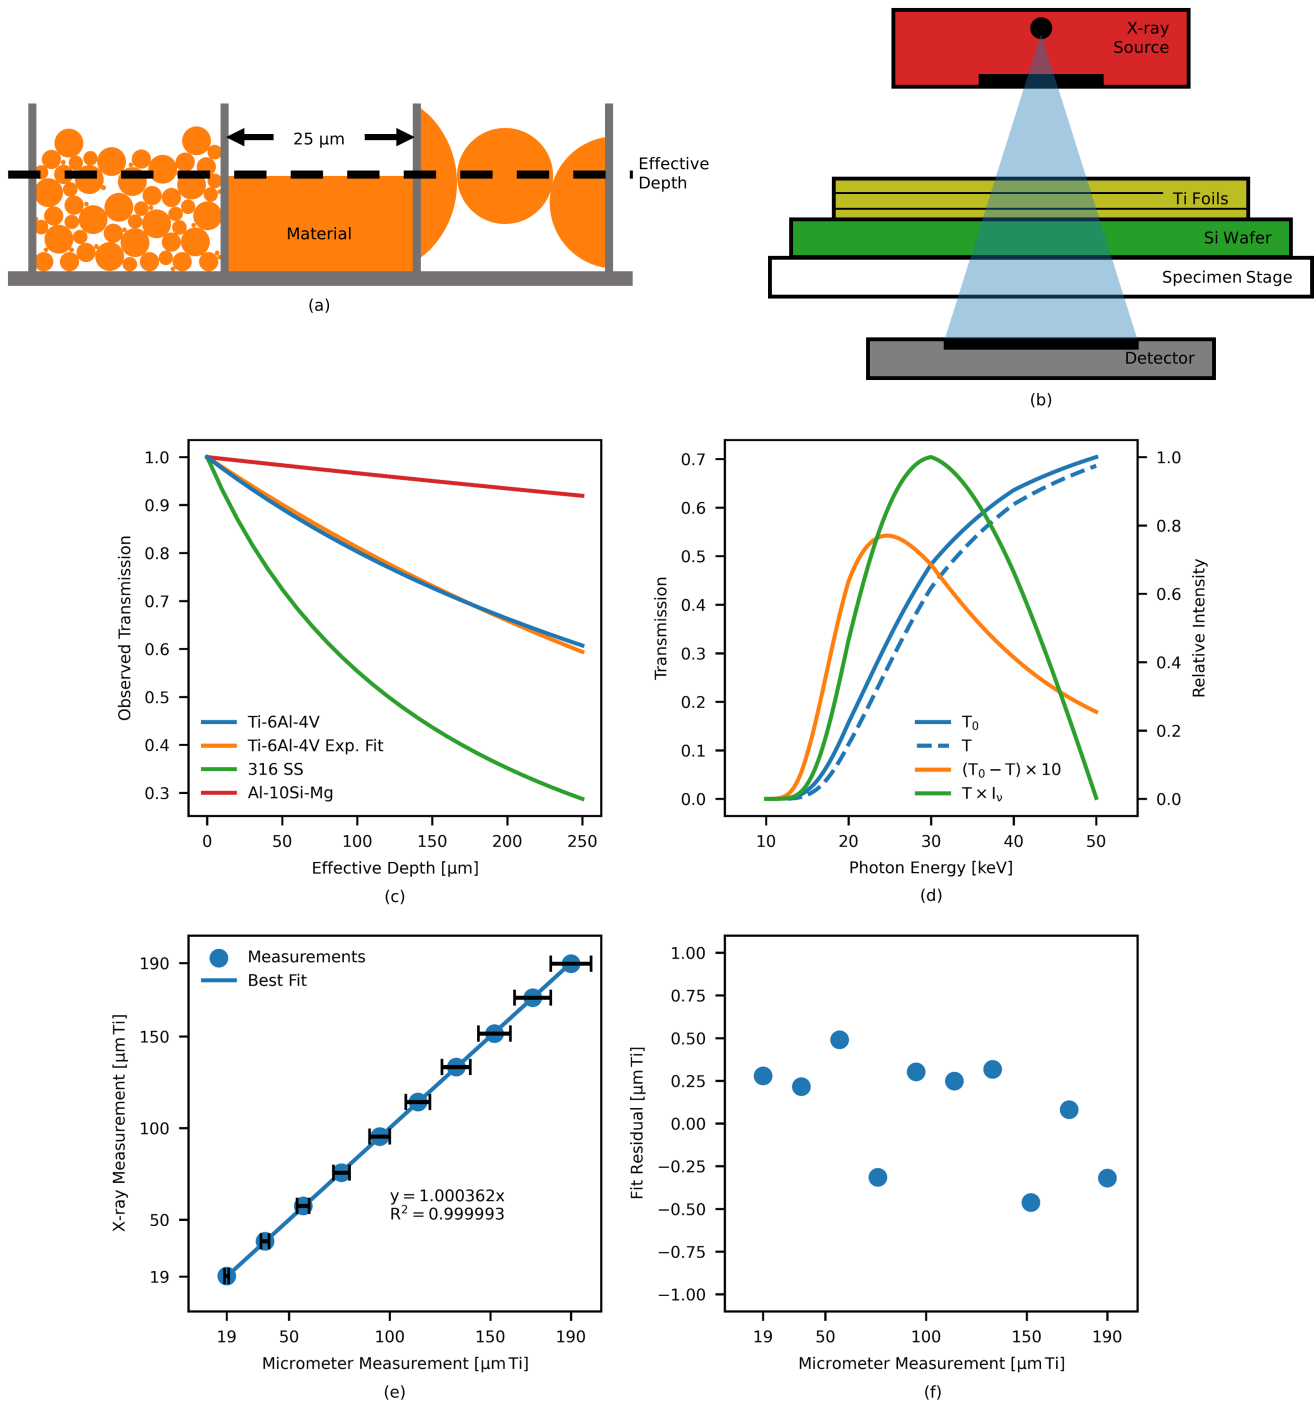 25 μm
Effective
Depth
Material
(a)
X-ray
Source
Ti Foils
Si Wafer
Specimen Stage
Detector
(b)
1.0
0.9
0.8
0.7
0.6
0.5
0.4
0.3
Observed Transmission
Ti-6Al-4V
Ti-6Al-4V Exp. Fit
316 SS
Al-10Si-Mg
0 50 100 150 200 250
Effective Depth [μm]
(c)
0.7
0.6
0.5
0.4
0.3
0.2
0.1
0.0
Transmission
1.0
0.8
0.6
0.4
0.2
0.0
Relative Intensity
T₀
T
(T₀ − T) × 10
T × Iᵥ
10 20 30 40 50
Photon Energy [keV]
(d)
190
150
100
50
19
X-ray Measurement [μm Ti]
Measurements
Best Fit
y = 1.000362x
R² = 0.999993
19 50 100 150 190
Micrometer Measurement [μm Ti]
(e)
1.00
0.75
0.50
0.25
0.00
−0.25
−0.50
−0.75
−1.00
Fit Residual [μm Ti]
19 50 100 150 190
Micrometer Measurement [μm Ti]
(f)